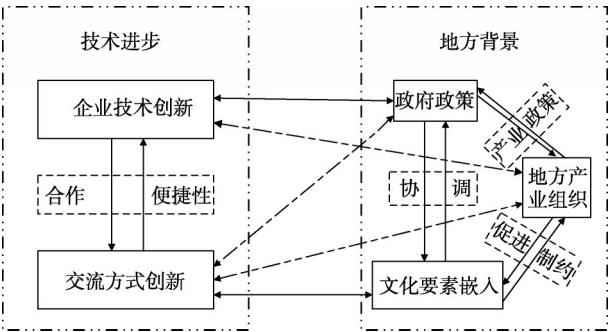 技术进步
地方背景
企业技术创新
政府政策
产业政策
合作
便捷性
协
调
地方产
业组织
促进
制约
交流方式创新
文化要素嵌入